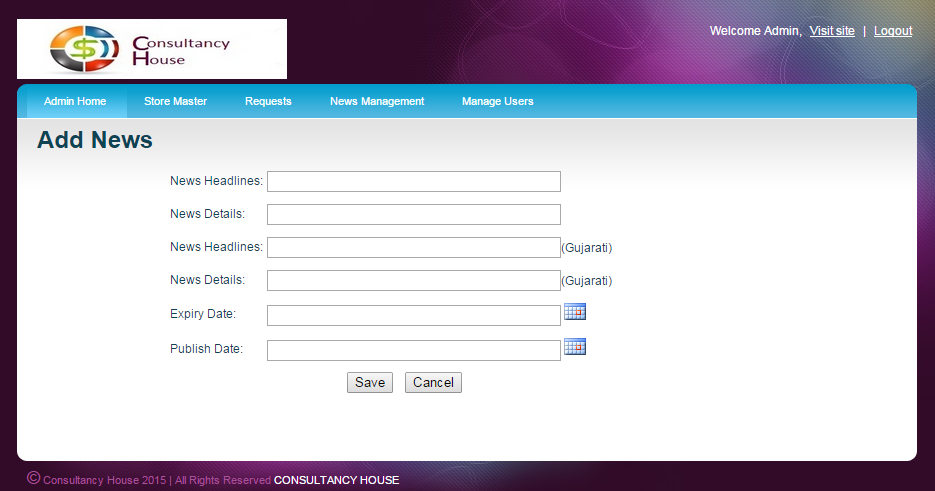 Consultancy
House
Welcome Admin, Visit site | Logout
Admin Home Store Master Requests News Management Manage Users
Add News
News Headlines:
News Details:
News Headlines: (Gujarati)
News Details: (Gujarati)
Expiry Date:
Publish Date:
Save Cancel
© Consultancy House 2015 | All Rights Reserved CONSULTANCY HOUSE